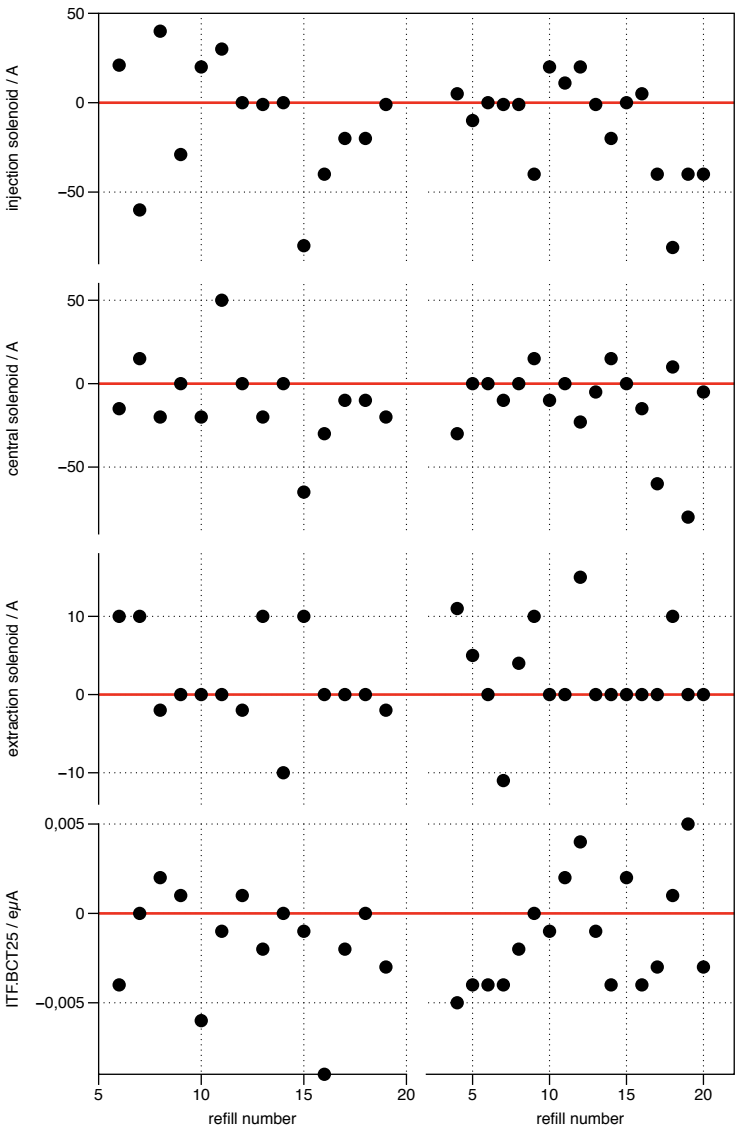 50
0
−50
injection solenoid / A
50
0
−50
central solenoid / A
10
0
−10
extraction solenoid / A
0,005
0
−0,005
ITF.BCT25 / eµA
5 10 15 20 5 10 15 20
refill number refill number